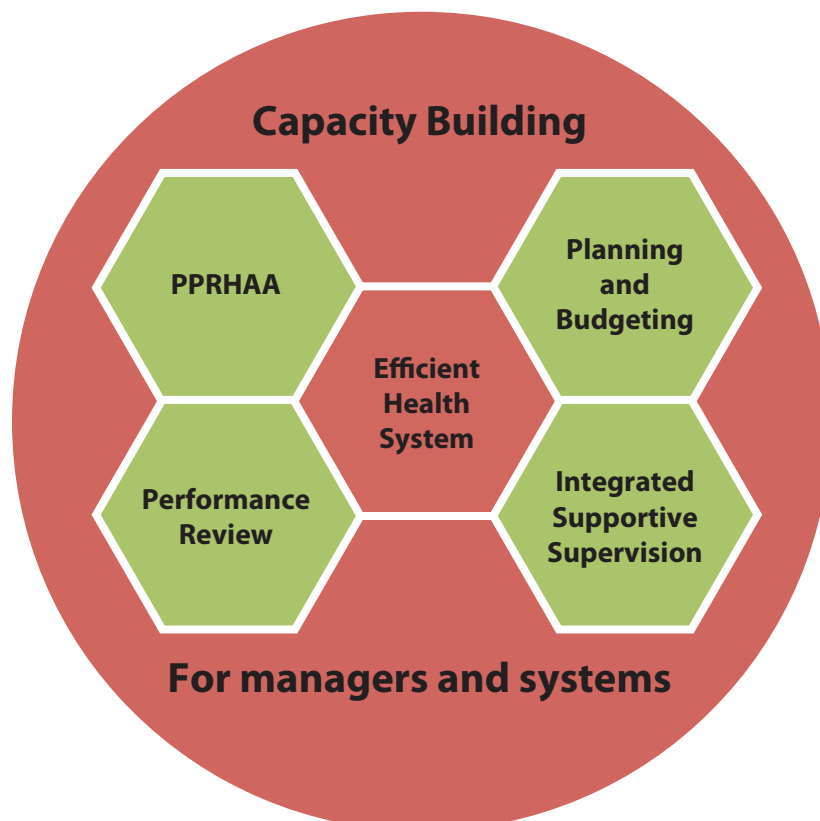 Capacity Building
PPRHAA
Planning
and
Budgeting
Efficient
Health
System
Performance
Review
Integrated
Supportive
Supervision
For managers and systems